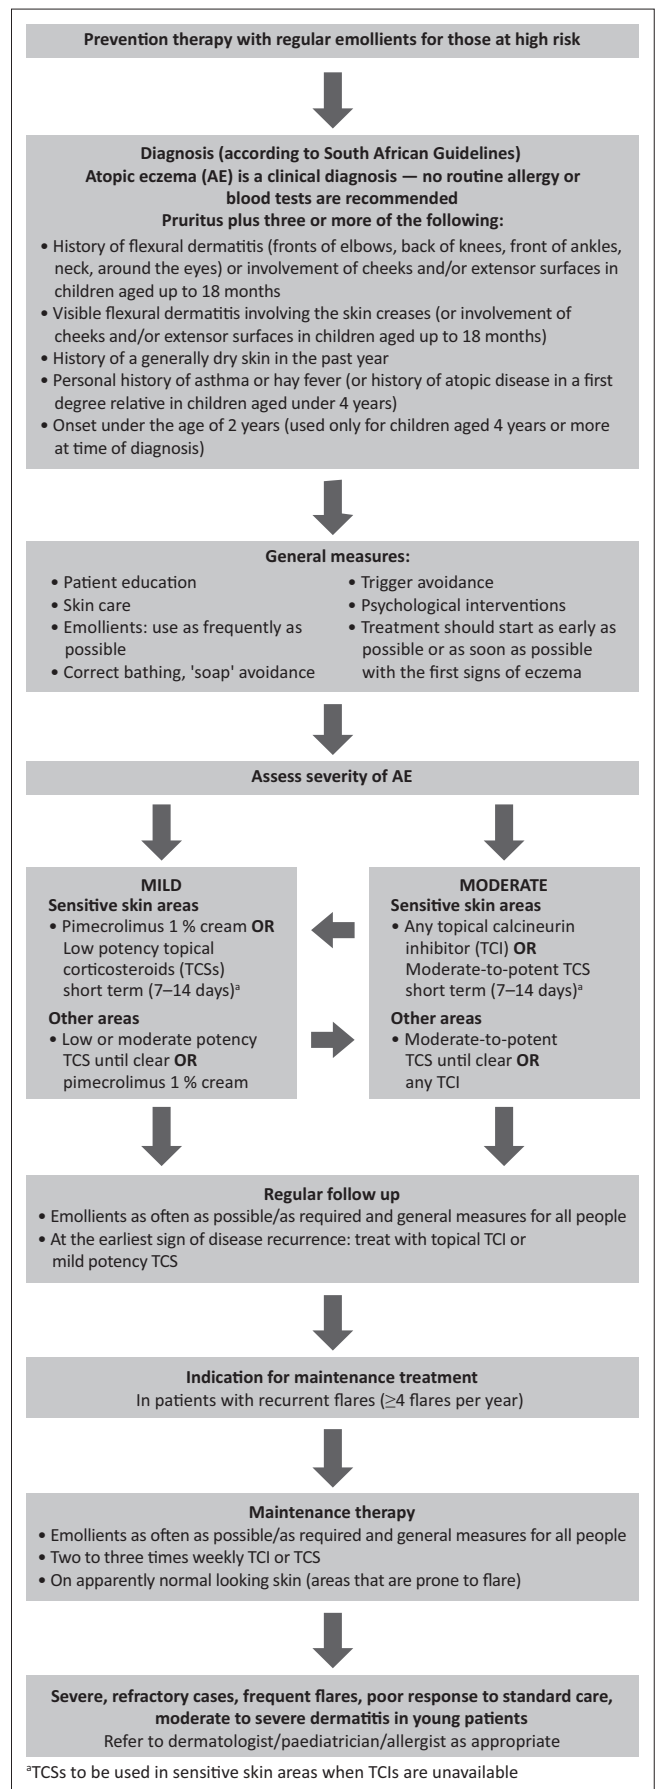 Prevention therapy with regular emollients for those at high risk
Diagnosis (according to South African Guidelines)
Atopic eczema (AE) is a clinical diagnosis — no routine allergy or
blood tests are recommended
Pruritus plus three or more of the following:
• History of flexural dermatitis (fronts of elbows, back of knees, front of ankles,
neck, around the eyes) or involvement of cheeks and/or extensor surfaces in
children aged up to 18 months
• Visible flexural dermatitis involving the skin creases (or involvement of
cheeks and/or extensor surfaces in children aged up to 18 months)
• History of a generally dry skin in the past year
• Personal history of asthma or hay fever (or history of atopic disease in a first
degree relative in children aged under 4 years)
• Onset under the age of 2 years (used only for children aged 4 years or more
at time of diagnosis)
General measures:
• Patient education
• Skin care
• Emollients: use as frequently as
possible
• Correct bathing, 'soap' avoidance
• Trigger avoidance
• Psychological interventions
• Treatment should start as early as
possible or as soon as possible
with the first signs of eczema
Assess severity of AE
MILD
Sensitive skin areas
• Pimecrolimus 1 % cream OR
Low potency topical
corticosteroids (TCSs)
short term (7–14 days)ᵃ
Other areas
• Low or moderate potency
TCS until clear OR
pimecrolimus 1 % cream
MODERATE
Sensitive skin areas
• Any topical calcineurin
inhibitor (TCI) OR
Moderate-to-potent TCS
short term (7–14 days)ᵃ
Other areas
• Moderate-to-potent
TCS until clear OR
any TCI
Regular follow up
• Emollients as often as possible/as required and general measures for all people
• At the earliest sign of disease recurrence: treat with topical TCI or
mild potency TCS
Indication for maintenance treatment
In patients with recurrent flares (≥4 flares per year)
Maintenance therapy
• Emollients as often as possible/as required and general measures for all people
• Two to three times weekly TCI or TCS
• On apparently normal looking skin (areas that are prone to flare)
Severe, refractory cases, frequent flares, poor response to standard care,
moderate to severe dermatitis in young patients
Refer to dermatologist/paediatrician/allergist as appropriate
ᵃTCSs to be used in sensitive skin areas when TCIs are unavailable